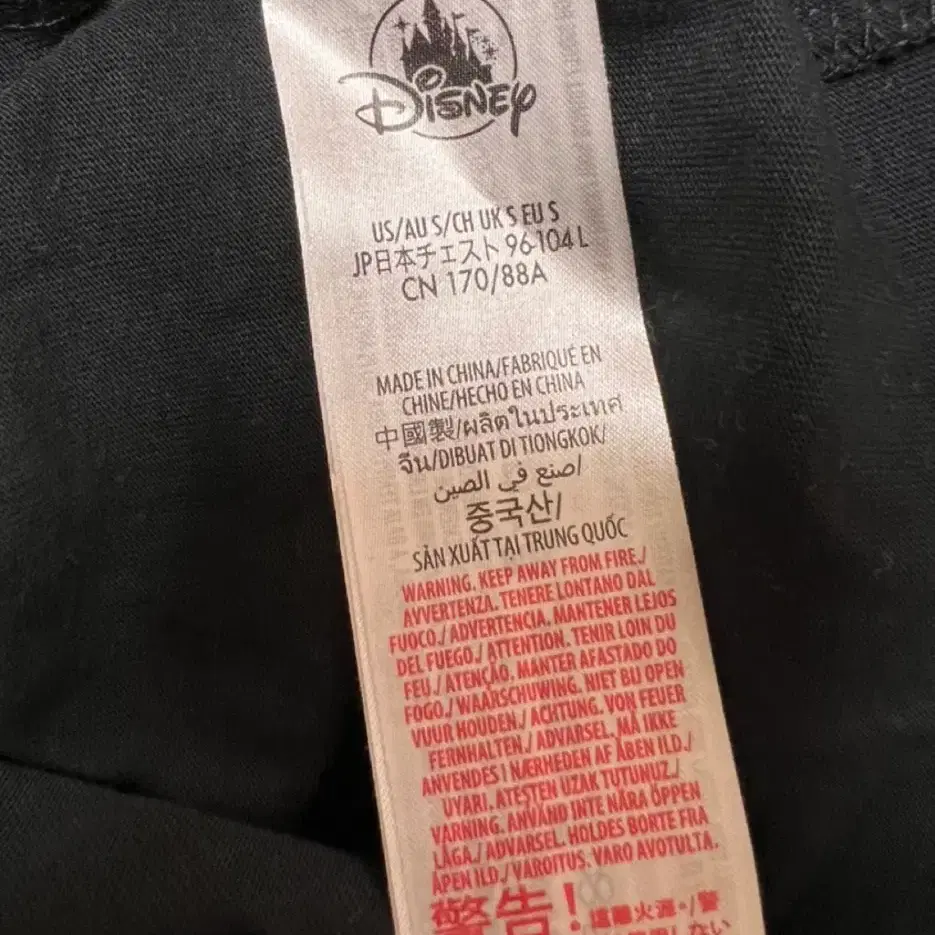 Disney
US/AU S/CH UK S EU S
JP日本チェスト 96-104 L
CN 170/88A
MADE IN CHINA/FABRIQUÉ EN
CHINE/HECHO EN CHINA
中國製/ผลิตในประเทศ
จีน/DIBUAT DI TIONGKOK/
صنع في الصين/
중국산/
SẢN XUẤT TẠI TRUNG QUỐC
WARNING. KEEP AWAY FROM FIRE./
AVVERTENZA. TENERE LONTANO DAL
FUOCO./ADVERTENCIA. MANTENER LEJOS
DEL FUEGO./ATTENTION. TENIR LOIN DU
FEU./ATENÇÃO. MANTER AFASTADO DO
FOGO./WAARSCHUWING. NIET BIJ OPEN
VUUR HOUDEN./ACHTUNG. VON FEUER
FERNHALTEN./ADVARSEL. MÅ IKKE
ANVENDES I NÆRHEDEN AF ÅBEN ILD./
UYARI. ATEŞTEN UZAK TUTUNUZ./
VARNING. ANVÄND INTE NÄRA ÖPPEN
LÅGA./ADVARSEL. HOLDES BORTE FRA
ÅPEN ILD./VAROITUS. VARO AVOTULTA.
警告! 遠離火源。/警